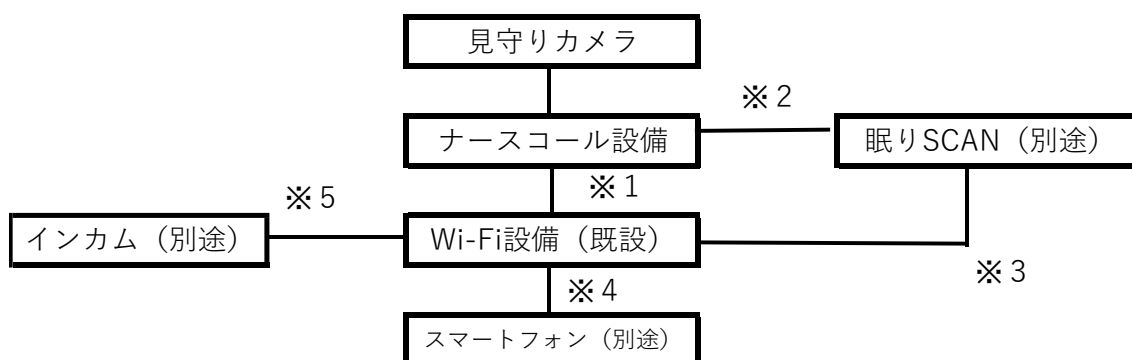 見守りカメラ
※2
ナースコール設備
眠りSCAN（別途）
※1
※5
インカム（別途）
Wi-Fi設備（既設）
※3
※4
スマートフォン（別途）